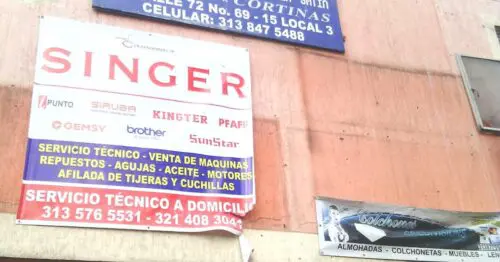 CORTINAS
CALLE 72 No. 69 - 15 LOCAL 3
CELULAR: 313 847 5488
SINGER
PUNTO SIRUBA KINGTER PFAFF
GEMSY brother SunStar
SERVICIO TÉCNICO - VENTA DE MAQUINAS
REPUESTOS - AGUJAS - ACEITE - MOTORES
AFILADA DE TIJERAS Y CUCHILLAS
SERVICIO TÉCNICO A DOMICILIO
313 576 5531 - 321 408 3044
Colchones
ALMOHADAS - COLCHONETAS - MUEBLES